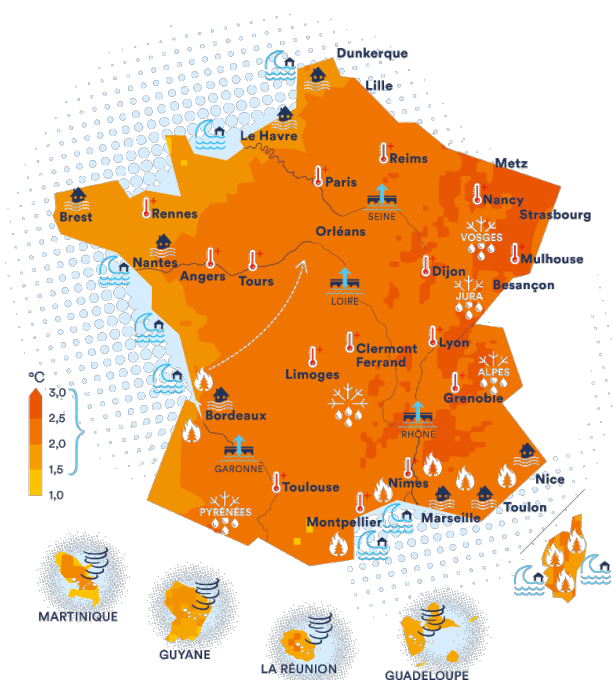 Dunkerque
Lille
Le Havre
Reims
Metz
Paris
Nancy
Strasbourg
Brest
Rennes
SEINE
Orléans
VOSGES
Nantes
Angers
Tours
Dijon
Mulhouse
Besançon
JURA
LOIRE
Lyon
Clermont
Ferrand
Limoges
ALPES
Grenoble
°C
3,0
2,5
2,0
1,5
1,0
Bordeaux
RHÔNE
GARONNE
Toulouse
Nîmes
Nice
Toulon
Marseille
Montpellier
PYRÉNÉES
MARTINIQUE
GUYANE
LA RÉUNION
GUADELOUPE